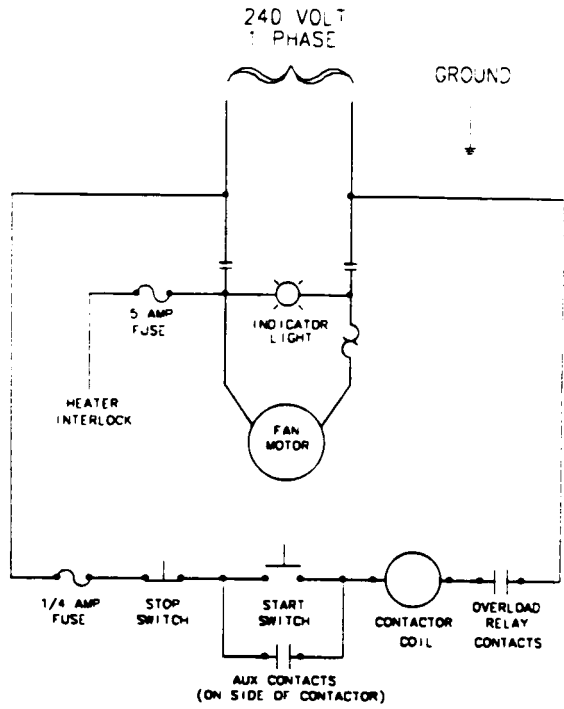 240 VOLT
1 PHASE
GROUND
5 AMP
FUSE
INDICATOR
LIGHT
HEATER
INTERLOCK
FAN
MOTOR
1/4 AMP
FUSE
STOP
SWITCH
START
SWITCH
CONTACTOR
COIL
OVERLOAD
RELAY
CONTACTS
AUX CONTACTS
(ON SIDE OF CONTACTOR)